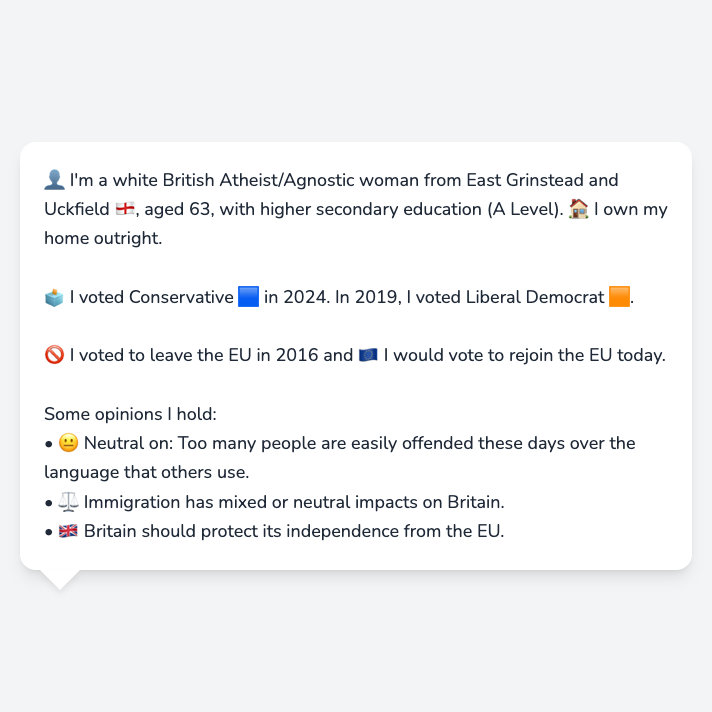 👤 I'm a white British Atheist/Agnostic woman from East Grinstead and
Uckfield 🏴󠁧󠁢󠁥󠁮󠁧󠁿, aged 63, with higher secondary education (A Level). 🏠 I own my
home outright.
🗳️ I voted Conservative 🟦 in 2024. In 2019, I voted Liberal Democrat 🟧.
🚫 I voted to leave the EU in 2016 and 🇪🇺 I would vote to rejoin the EU today.
Some opinions I hold:
• 😐 Neutral on: Too many people are easily offended these days over the
language that others use.
• ⚖️ Immigration has mixed or neutral impacts on Britain.
• 🇬🇧 Britain should protect its independence from the EU.